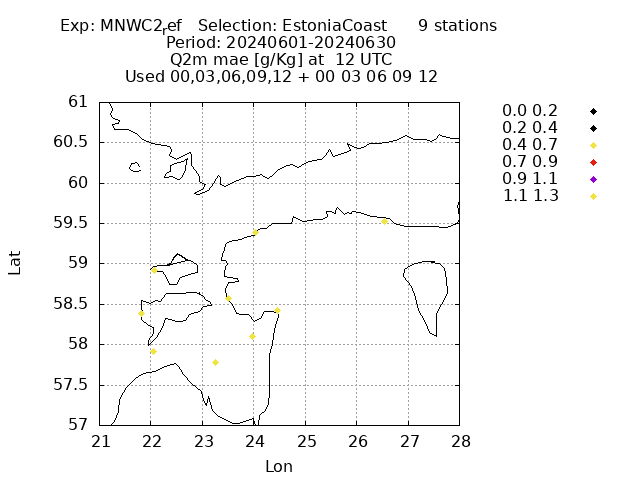 Exp: MNWC2ref   Selection: EstoniaCoast      9 stations
Period: 20240601-20240630
Q2m mae [g/Kg] at  12 UTC
Used 00,03,06,09,12 + 00 03 06 09 12
0.0 0.2
0.2 0.4
0.4 0.7
0.7 0.9
0.9 1.1
1.1 1.3
Lat
61
60.5
60
59.5
59
58.5
58
57.5
57
21 22 23 24 25 26 27 28
Lon